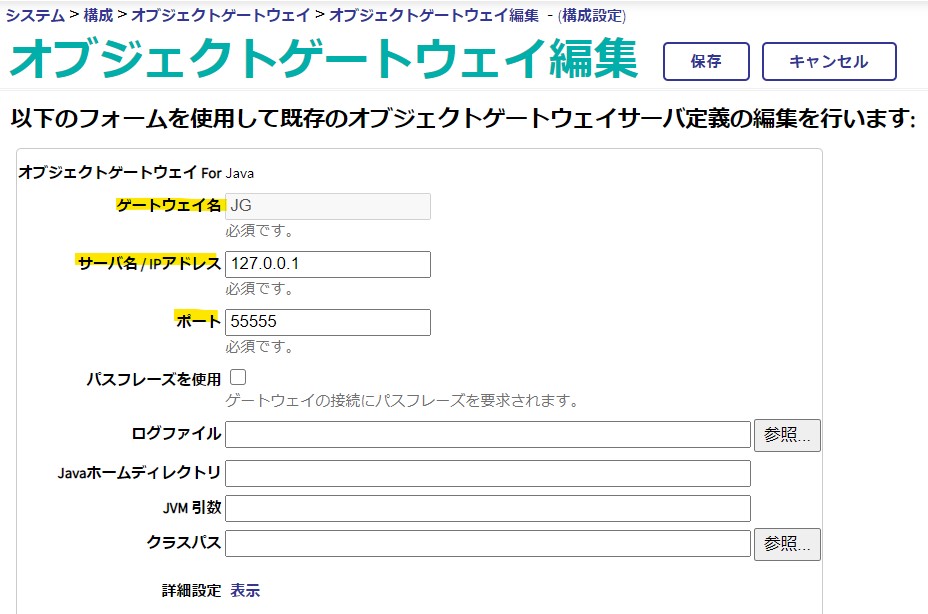 システム > 構成 > オブジェクトゲートウェイ > オブジェクトゲートウェイ編集 - (構成設定)
オブジェクトゲートウェイ編集 保存 キャンセル
以下のフォームを使用して既存のオブジェクトゲートウェイサーバ定義の編集を行います:
オブジェクトゲートウェイ For Java
ゲートウェイ名 JG
必須です。
サーバ名 / IPアドレス 127.0.0.1
必須です。
ポート 55555
必須です。
パスフレーズを使用
ゲートウェイの接続にパスフレーズを要求されます。
ログファイル 参照...
Javaホームディレクトリ
JVM 引数
クラスパス 参照...
詳細設定 表示